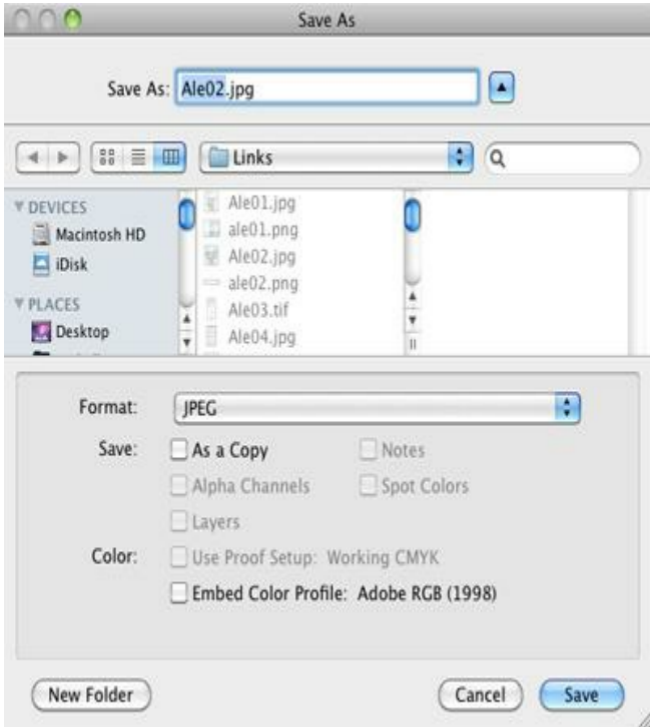 Save As
Save As: Ale02.jpg
Links
DEVICES
Macintosh HD
iDisk
PLACES
Desktop
Ale01.jpg
ale01.png
Ale02.jpg
ale02.png
Ale03.tif
Ale04.jpg
Format: JPEG
Save: As a Copy Notes
Alpha Channels Spot Colors
Layers
Color: Use Proof Setup: Working CMYK
Embed Color Profile: Adobe RGB (1998)
New Folder Cancel Save